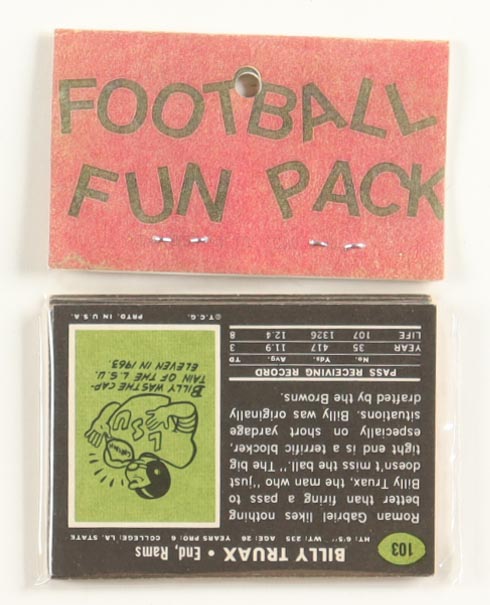 FOOTBALL
FUN PACK
103
BILLY TRUAX • End, Rams
HT: 6'5" WT: 235 AGE: 26 YEARS PRO: 6 COLLEGE: LA. STATE
Roman Gabriel likes nothing
better than firing a pass to
Billy Truax, the man who "just
doesn't miss the ball." The big
tight end is a terrific blocker,
especially on short yardage
situations. Billy was originally
drafted by the Browns.
PASS RECEIVING RECORD
No. Yds. Avg. TD
YEAR 35 417 11.9 3
LIFE 107 1326 12.4 8
LSU
BILLY WAS THE CAP-
TAIN OF THE L.S.U.
ELEVEN IN 1963.
©T.C.G. PRTD. IN U.S.A.